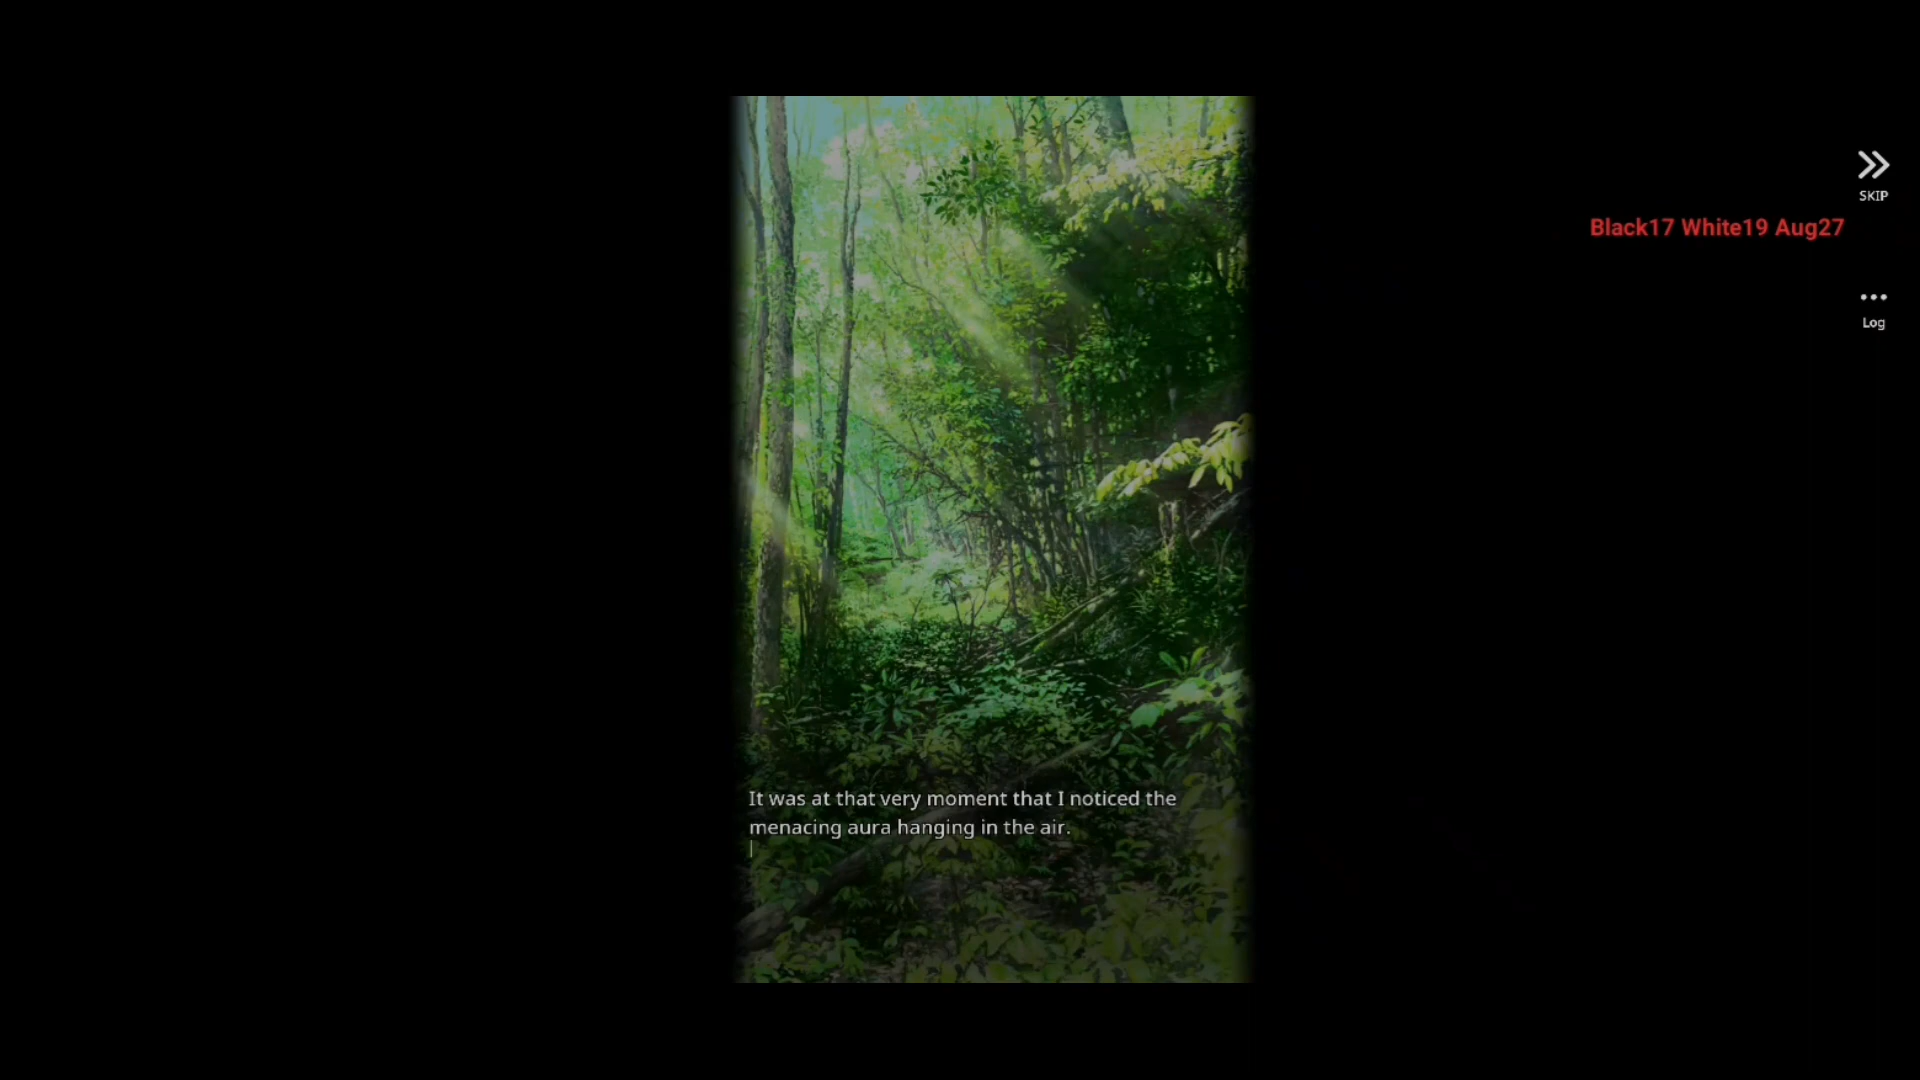 SKIP
Black17 White19 Aug27
Log
It was at that very moment that I noticed the
menacing aura hanging in the air.